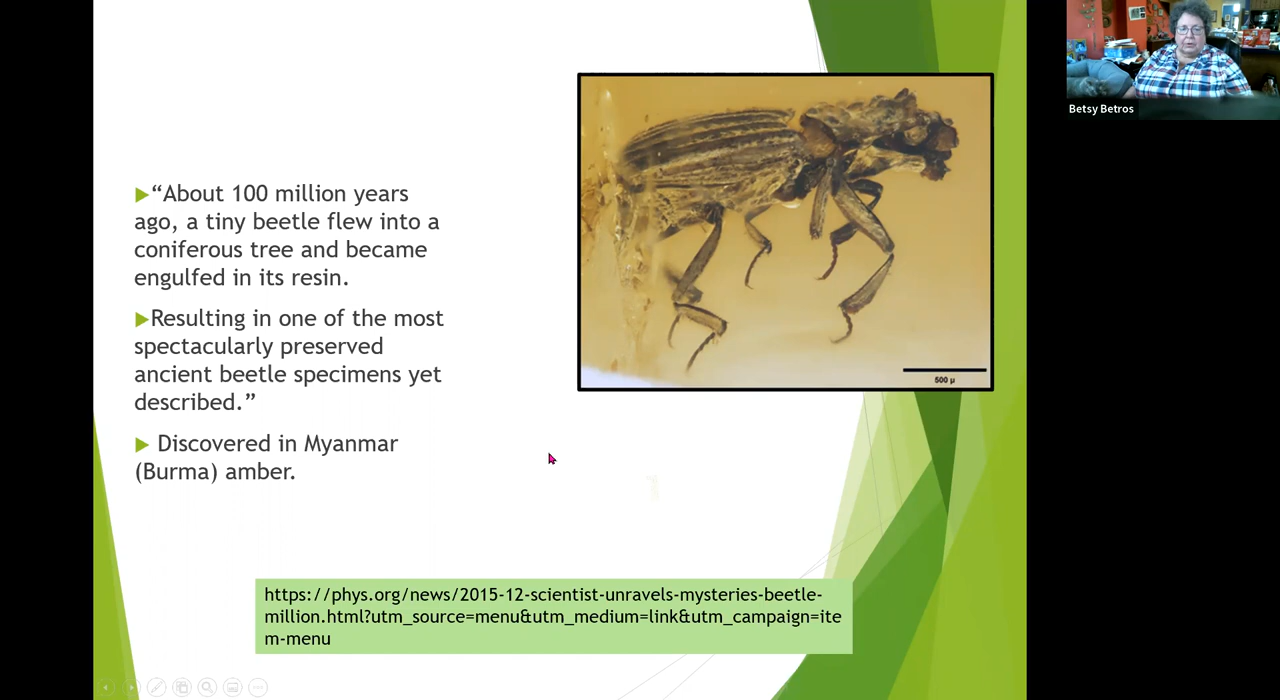 ►“About 100 million years
ago, a tiny beetle flew into a
coniferous tree and became
engulfed in its resin.
►Resulting in one of the most
spectacularly preserved
ancient beetle specimens yet
described.”
► Discovered in Myanmar
(Burma) amber.
500 µ
https://phys.org/news/2015-12-scientist-unravels-mysteries-beetle-
million.html?utm_source=menu&utm_medium=link&utm_campaign=ite
m-menu
Betsy Betros